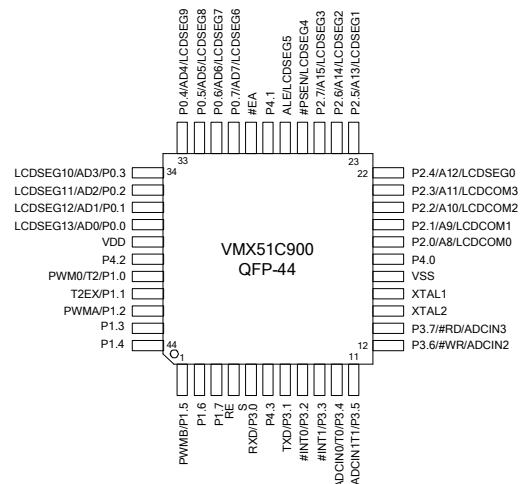 P0.4/AD4/LCDSEG9
P0.5/AD5/LCDSEG8
P0.6/AD6/LCDSEG7
P0.7/AD7/LCDSEG6
#EA
P4.1
ALE/LCDSEG5
#PSEN/LCDSEG4
P2.7/A15/LCDSEG3
P2.6/A14/LCDSEG2
P2.5/A13/LCDSEG1
33
23
34
22
LCDSEG10/AD3/P0.3
LCDSEG11/AD2/P0.2
LCDSEG12/AD1/P0.1
LCDSEG13/AD0/P0.0
VDD
P4.2
PWM0/T2/P1.0
T2EX/P1.1
PWMA/P1.2
P1.3
P1.4
VMX51C900
QFP-44
P2.4/A12/LCDSEG0
P2.3/A11/LCDCOM3
P2.2/A10/LCDCOM2
P2.1/A9/LCDCOM1
P2.0/A8/LCDCOM0
P4.0
VSS
XTAL1
XTAL2
P3.7/#RD/ADCIN3
P3.6/#WR/ADCIN2
44
12
1
11
PWMB/P1.5
P1.6
P1.7
RE
S
RXD/P3.0
P4.3
TXD/P3.1
#INT0/P3.2
#INT1/P3.3
ADCIN0/T0/P3.4
ADCIN1T1/P3.5